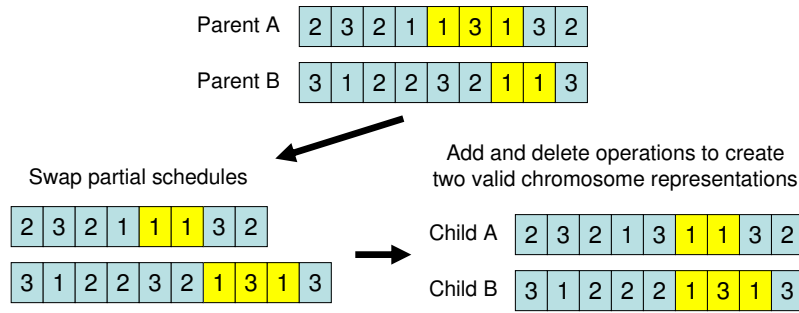 Parent A 2 3 2 1 1 3 1 3 2
Parent B 3 1 2 2 3 2 1 1 3
Swap partial schedules
2 3 2 1 1 1 3 2
3 1 2 2 3 2 1 3 1 3
Add and delete operations to create
two valid chromosome representations
Child A 2 3 2 1 3 1 1 3 2
Child B 3 1 2 2 2 1 3 1 3